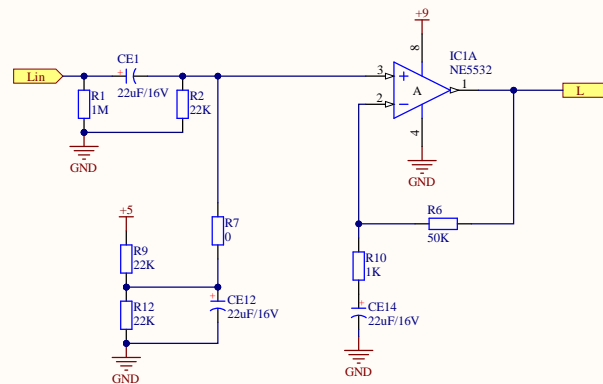 +9
CE1
IC1A
NE5532
Lin
+
3
+
8
A
1
L
R1
1M
22uF/16V
R2
22K
2
−
4
GND
GND
+5
R7
0
R6
50K
R9
22K
R10
1K
R12
22K
+
CE12
22uF/16V
+
CE14
22uF/16V
GND
GND